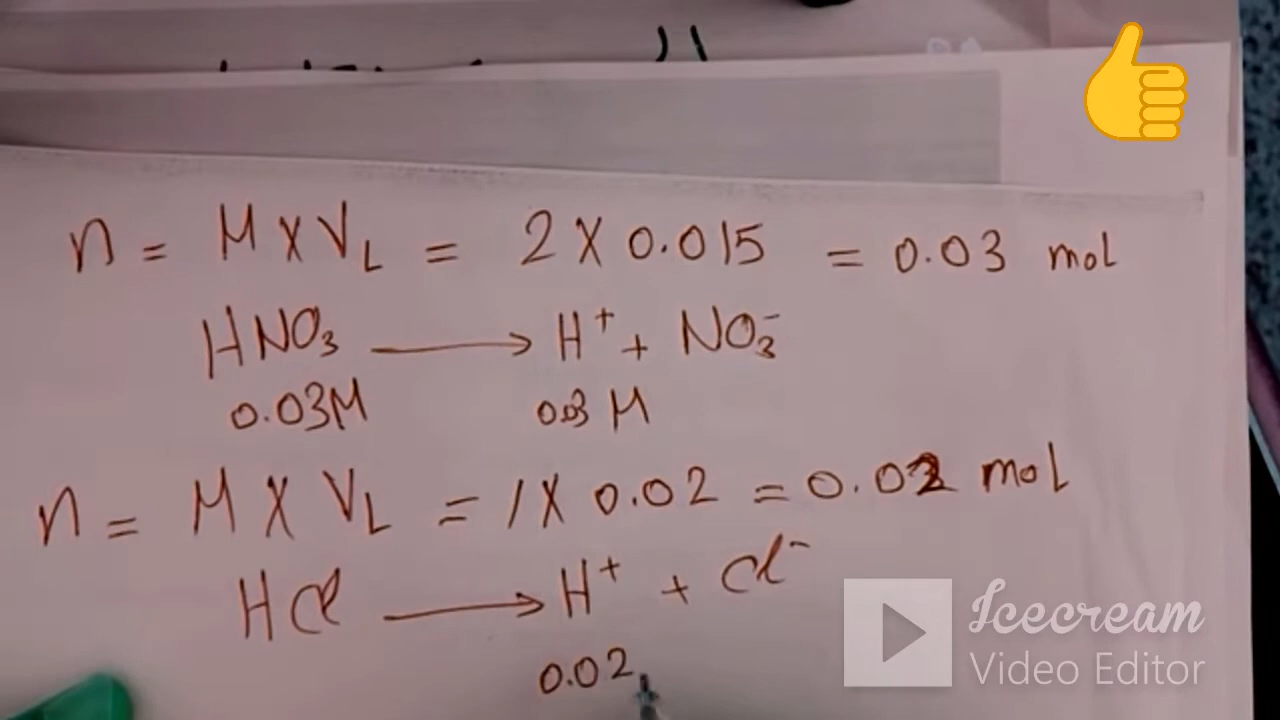 n = M X V_L = 2 X 0.015 = 0.03 mol
HNO₃ ⟶ H⁺ + NO₃⁻
0.03M 0.03 M
n = M X V_L = 1 X 0.02 = 0.02 mol
HCl ⟶ H⁺ + Cl⁻
0.02
Icecream
Video Editor